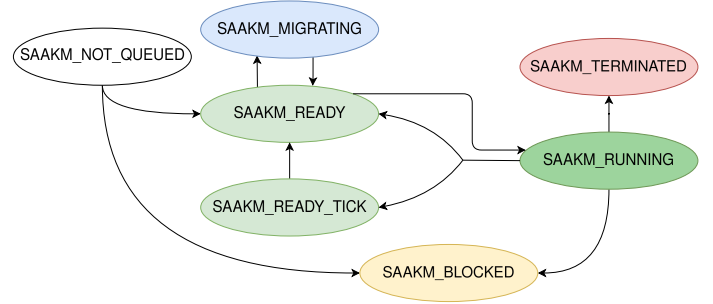 SAAKM_MIGRATING
SAAKM_NOT_QUEUED
SAAKM_TERMINATED
SAAKM_READY
SAAKM_RUNNING
SAAKM_READY_TICK
SAAKM_BLOCKED